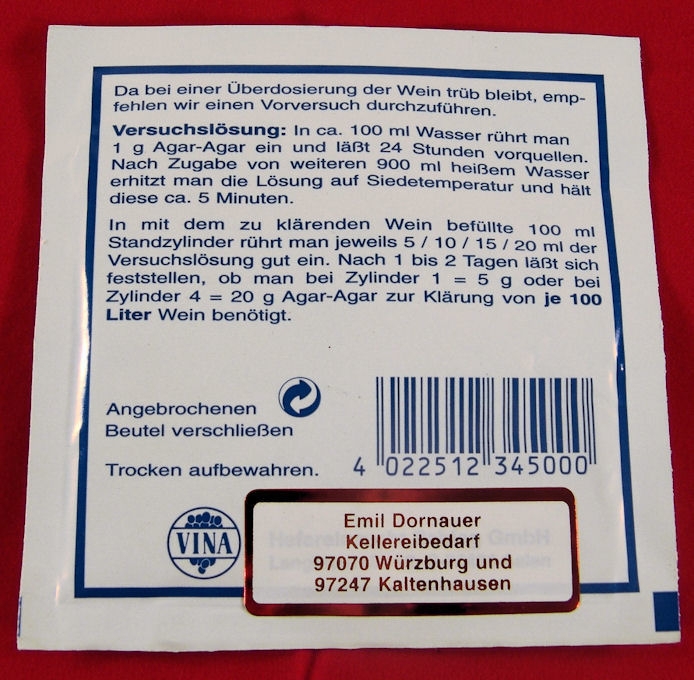 Da bei einer Überdosierung der Wein trüb bleibt, emp-
fehlen wir einen Vorversuch durchzuführen.
Versuchslösung: In ca. 100 ml Wasser rührt man
1 g Agar-Agar ein und läßt 24 Stunden vorquellen.
Nach Zugabe von weiteren 900 ml heißem Wasser
erhitzt man die Lösung auf Siedetemperatur und hält
diese ca. 5 Minuten.
In mit dem zu klärenden Wein befüllte 100 ml
Standzylinder rührt man jeweils 5 / 10 / 15 / 20 ml der
Versuchslösung gut ein. Nach 1 bis 2 Tagen läßt sich
feststellen, ob man bei Zylinder 1 = 5 g oder bei
Zylinder 4 = 20 g Agar-Agar zur Klärung von je 100
Liter Wein benötigt.
Angebrochenen
Beutel verschließen
Trocken aufbewahren.
4 022512 345000
VINA
GmbH
Emil Dornauer
Kellereibedarf
97070 Würzburg und
97247 Kaltenhausen